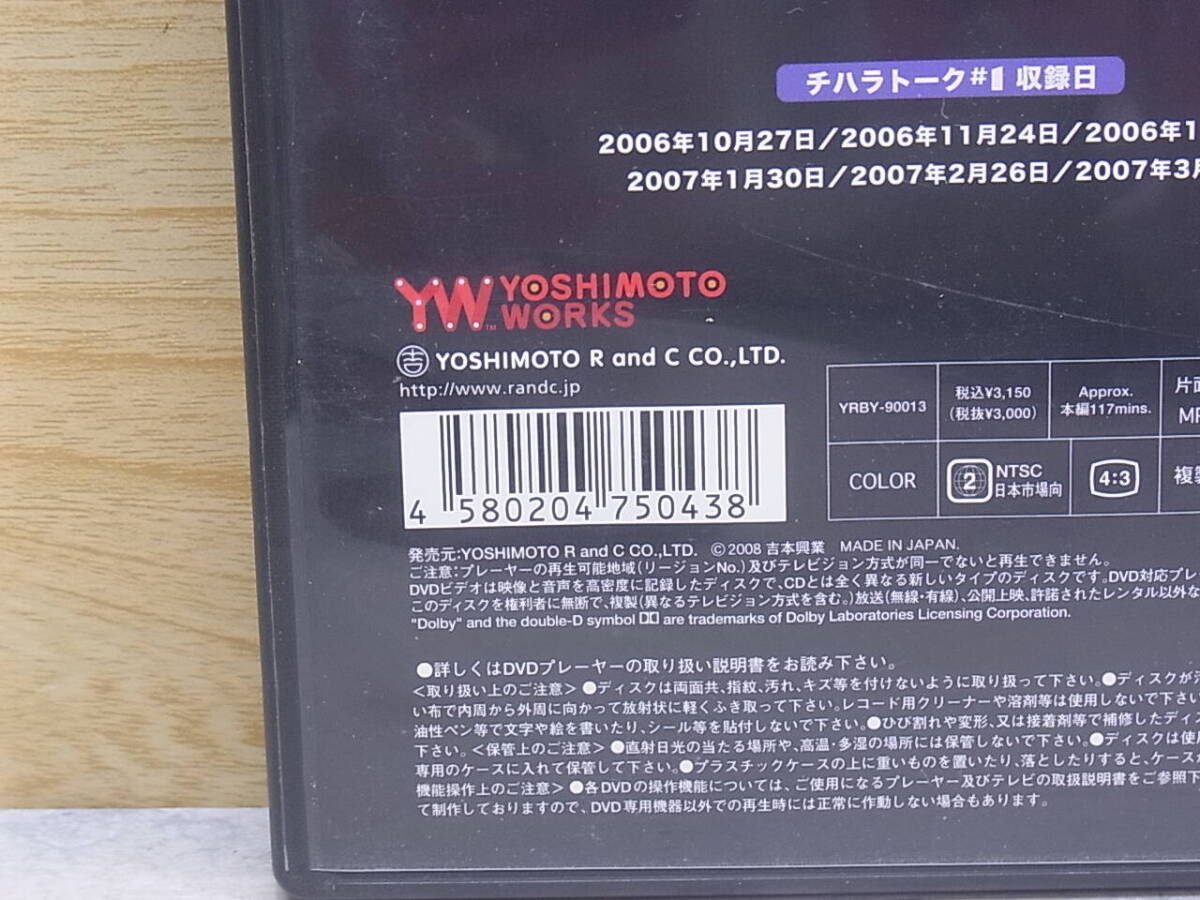 チハラトーク#1 収録日
2006年10月27日／2006年11月24日／2006年1
2007年1月30日／2007年2月26日／2007年3月
YW™ YOSHIMOTO
WORKS
吉 YOSHIMOTO R and C CO.,LTD.
http://www.randc.jp
4 580204 750438
YRBY-90013 税込¥3,150 (税抜¥3,000) Approx. 本編117mins. 片面
COLOR 2 NTSC 日本市場向 4:3 複製
発売元:YOSHIMOTO R and C CO.,LTD. ©2008 吉本興業 MADE IN JAPAN.
ご注意:プレーヤーの再生可能地域(リージョンNo.)及びテレビジョン方式が同一でないと再生できません。
DVDビデオは映像と音声を高密度に記録したディスクで、CDとは全く異なる新しいタイプのディスクです。DVD対応プレー
このディスクを権利者に無断で、複製(異なるテレビジョン方式を含む。)放送(無線・有線)、公開上映、許諾されたレンタル以外な
"Dolby" and the double-D symbol are trademarks of Dolby Laboratories Licensing Corporation.
●詳しくはDVDプレーヤーの取り扱い説明書をお読み下さい。
＜取り扱い上のご注意＞●ディスクは両面共、指紋、汚れ、キズ等を付けないように取り扱って下さい。●ディスクが汚
い布で内周から外周に向かって放射状に軽くふき取って下さい。レコード用クリーナーや溶剤等は使用しないで下さい
油性ペン等で文字や絵を書いたり、シール等を貼付しないで下さい。●ひび割れや変形、又は接着剤等で補修したディス
下さい。＜保管上のご注意＞●直射日光の当たる場所や、高温・多湿の場所には保管しないで下さい。●ディスクは使用
専用のケースに入れて保管して下さい。●プラスチックケースの上に重いものを置いたり、落としたりすると、ケースが
機能操作上のご注意＞●各DVDの操作機能については、ご使用になるプレーヤー及びテレビの取扱説明書をご参照下
て制作しておりますので、DVD専用機器以外での再生時には正常に作動しない場合もあります。